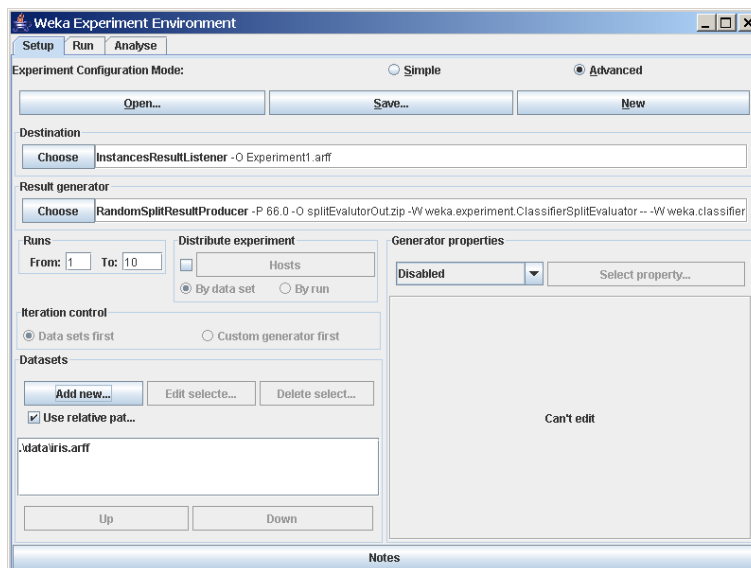 Weka Experiment Environment
Setup Run Analyse
Experiment Configuration Mode: Simple Advanced
Open... Save... New
Destination
Choose InstancesResultListener -O Experiment1.arff
Result generator
Choose RandomSplitResultProducer -P 66.0 -O splitEvalutorOut.zip -W weka.experiment.ClassifierSplitEvaluator -- -W weka.classifier
Runs
From: 1 To: 10
Distribute experiment
Hosts
By data set By run
Generator properties
Disabled Select property...
Iteration control
Data sets first Custom generator first
Datasets
Add new... Edit selecte... Delete select...
Use relative pat...
.\data\iris.arff
Can't edit
Up Down
Notes